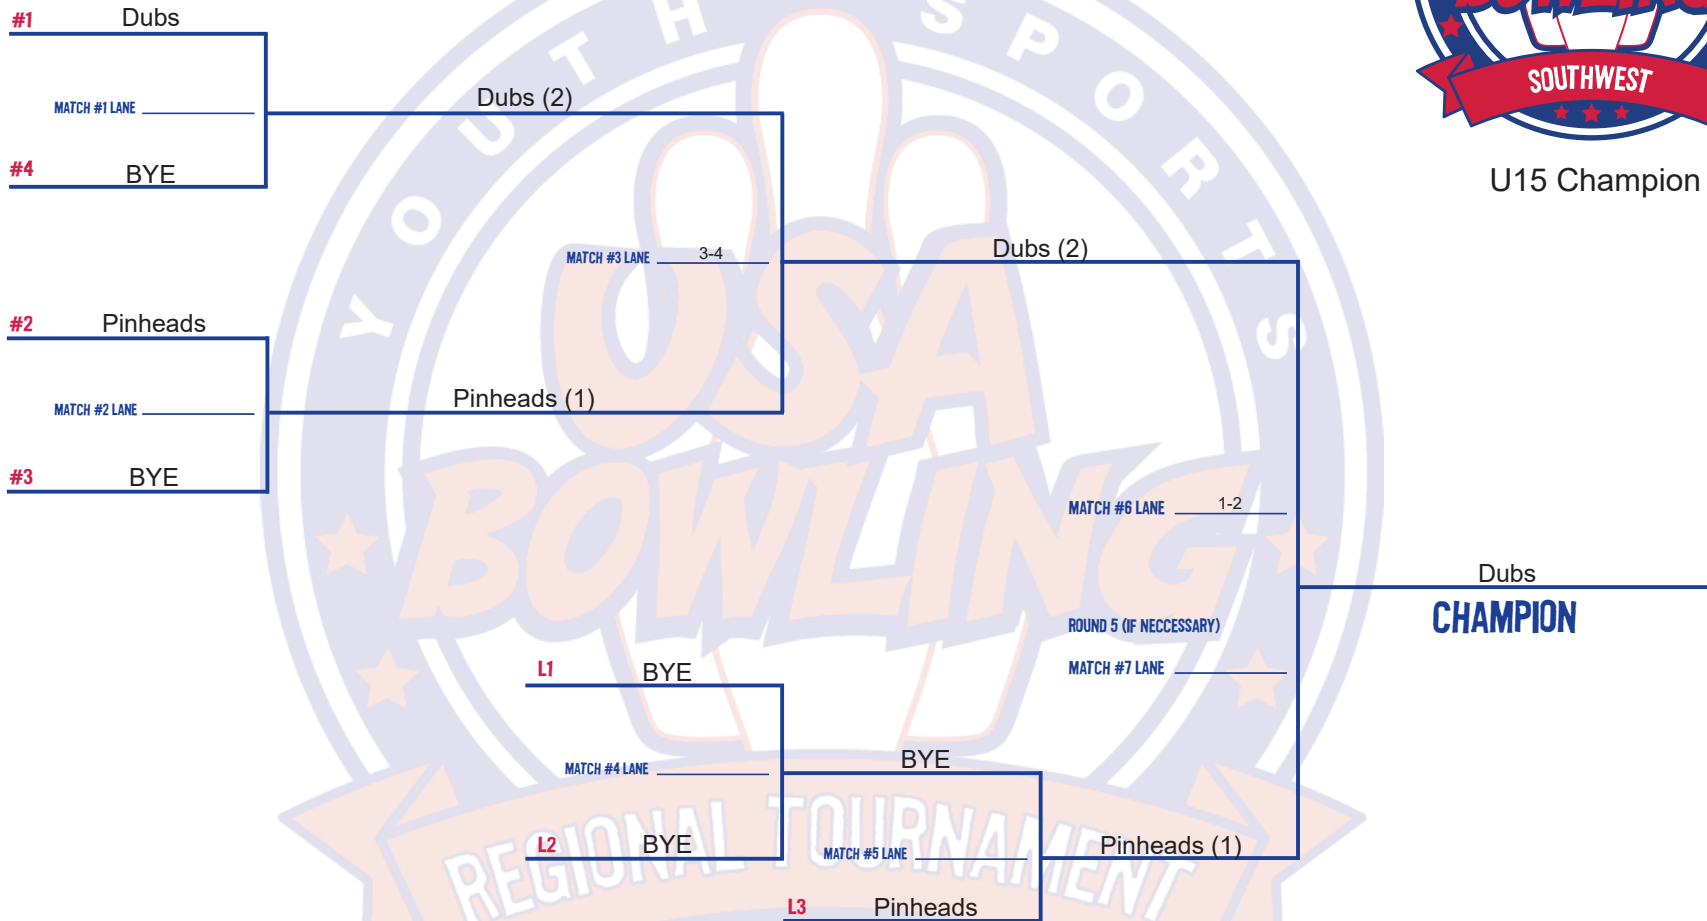 #1 Dubs
MATCH #1 LANE
Dubs (2)
#4 BYE
MATCH #3 LANE 3-4
Dubs (2)
#2 Pinheads
MATCH #2 LANE
Pinheads (1)
#3 BYE
MATCH #6 LANE 1-2
ROUND 5 (IF NECCESSARY)
MATCH #7 LANE
Dubs
CHAMPION
L1 BYE
MATCH #4 LANE
BYE
L2 BYE
MATCH #5 LANE
Pinheads (1)
L3 Pinheads
BOWLING
SOUTHWEST
U15 Champion
YOUTH SPORTS
USA
BOWLING
REGIONAL TOURNAMENT